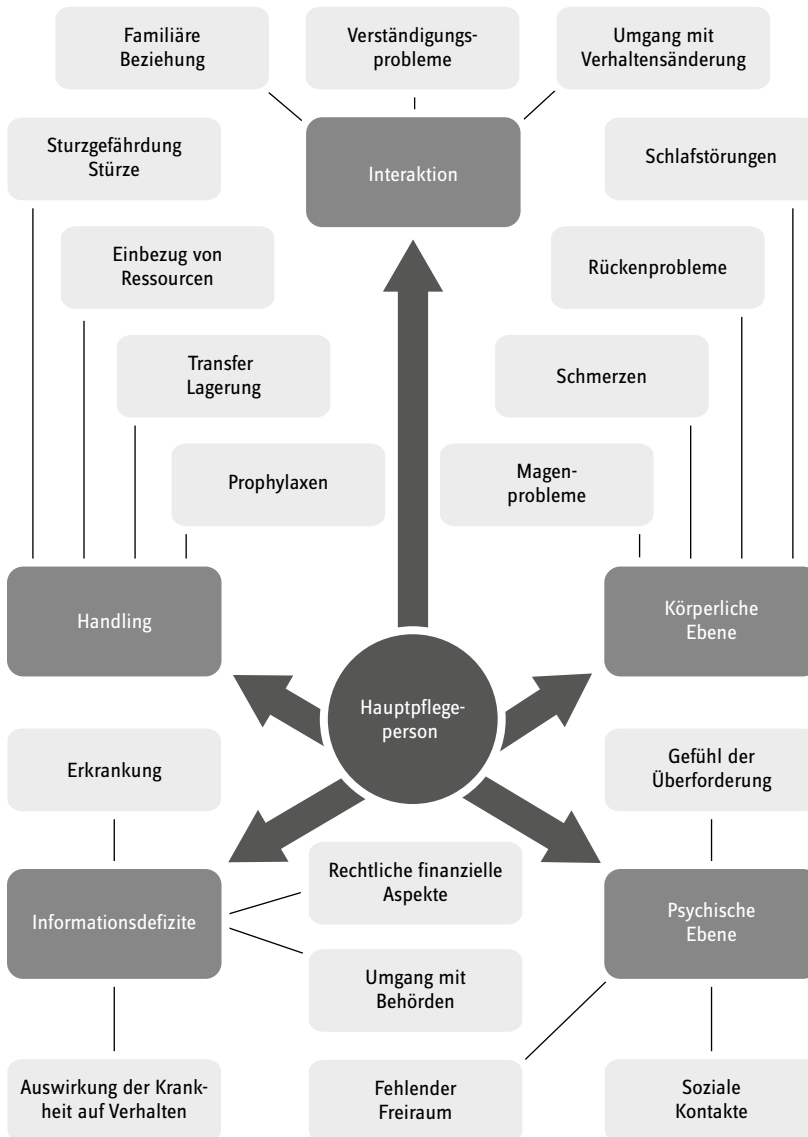 Familiäre
Beziehung
Verständigungs-
probleme
Umgang mit
Verhaltensänderung
Sturzgefährdung
Stürze
Interaktion
Schlafstörungen
Einbezug von
Ressourcen
Rückenprobleme
Transfer
Lagerung
Schmerzen
Prophylaxen
Magen-
probleme
Handling
Körperliche
Ebene
Hauptpflege-
person
Erkrankung
Gefühl der
Überforderung
Rechtliche finanzielle
Aspekte
Informationsdefizite
Psychische
Ebene
Umgang mit
Behörden
Auswirkung der Krank-
heit auf Verhalten
Fehlender
Freiraum
Soziale
Kontakte